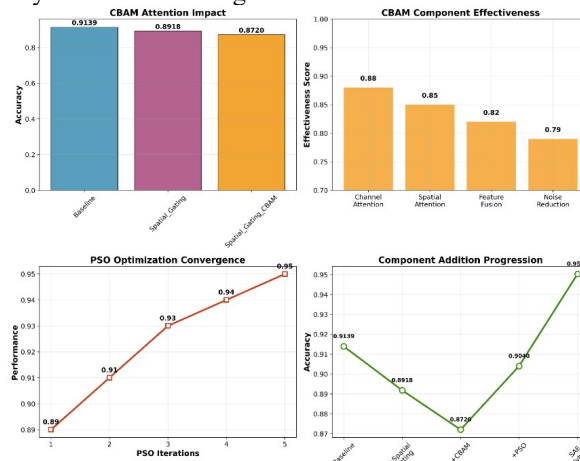 CBAM Attention Impact
Accuracy
0.8
0.6
0.4
0.2
0.0
0.9139
0.8918
0.8720
Baseline
Spatial_Gating
Spatial_Gating_CBAM
CBAM Component Effectiveness
Effectiveness Score
1.00
0.95
0.90
0.85
0.80
0.75
0.70
0.88
0.85
0.82
0.79
Channel
Attention
Spatial
Attention
Feature
Fusion
Noise
Reduction
PSO Optimization Convergence
Performance
0.95
0.94
0.93
0.92
0.91
0.90
0.89
0.89
0.91
0.93
0.94
0.95
1
2
3
4
5
PSO Iterations
Component Addition Progression
Accuracy
0.95
0.94
0.93
0.92
0.91
0.90
0.89
0.88
0.87
0.9139
0.8918
0.8720
0.9040
0.95
Baseline
+Spatial
+CBAM
+PSO
SAE